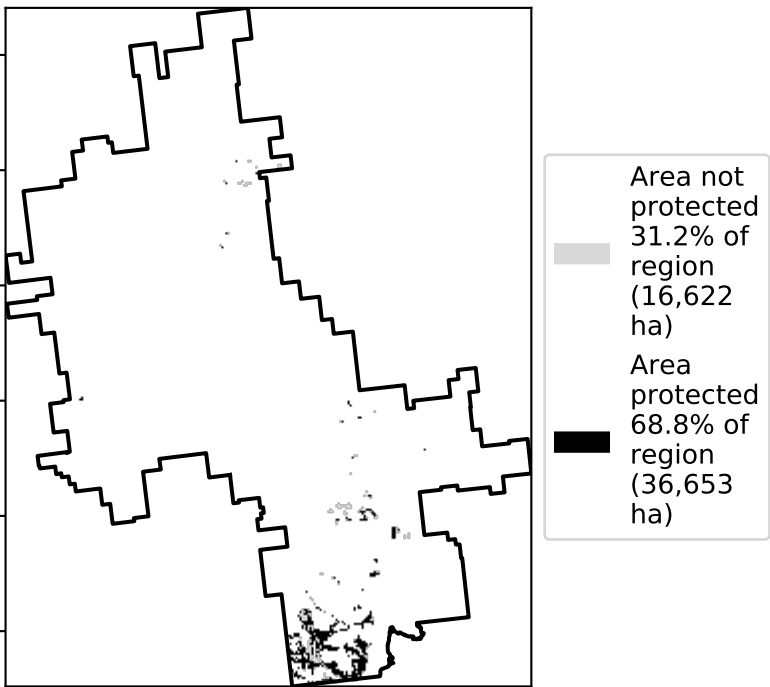 Area not
protected
31.2% of
region
(16,622
ha)
Area
protected
68.8% of
region
(36,653
ha)